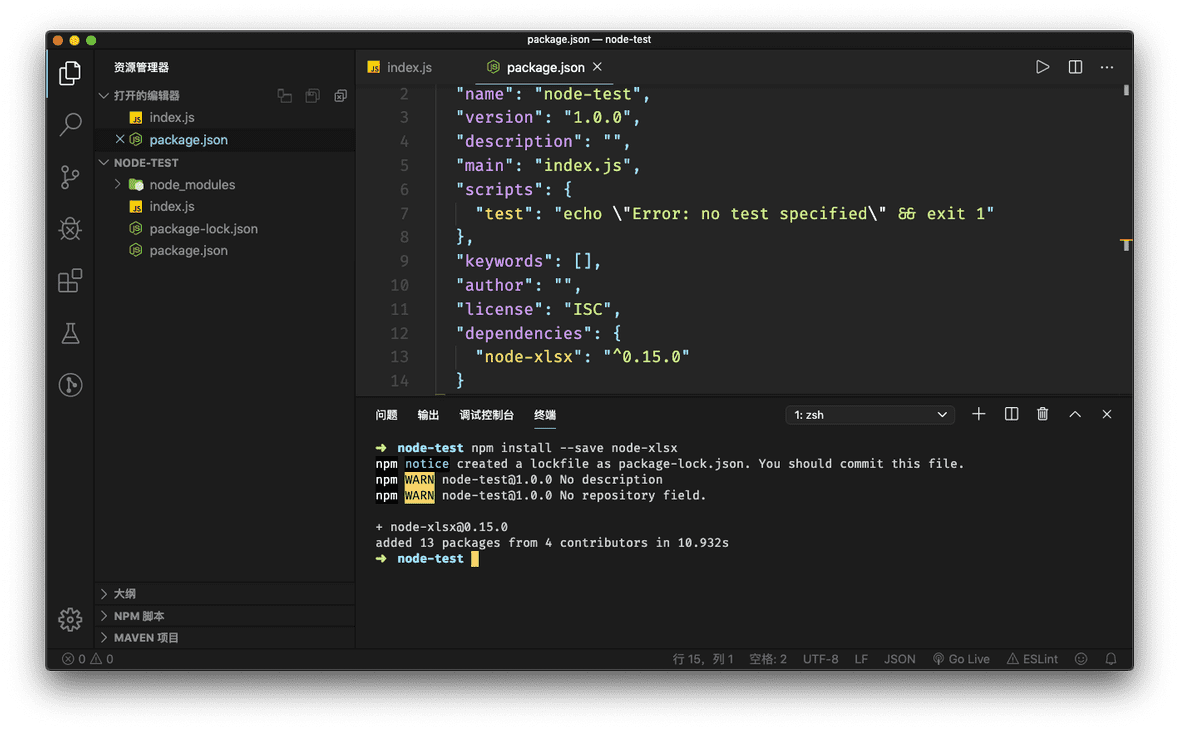 package.json — node-test
资源管理器
打开的编辑器
index.js
package.json
NODE-TEST
node_modules
index.js
package-lock.json
package.json
大纲
NPM 脚本
MAVEN 项目
index.js
package.json
2 "name": "node-test",
3 "version": "1.0.0",
4 "description": "",
5 "main": "index.js",
6 "scripts": {
7 "test": "echo \"Error: no test specified\" && exit 1"
8 },
9 "keywords": [],
10 "author": "",
11 "license": "ISC",
12 "dependencies": {
13 "node-xlsx": "^0.15.0"
14 }
问题 输出 调试控制台 终端
1: zsh
➜ node-test npm install --save node-xlsx
npm notice created a lockfile as package-lock.json. You should commit this file.
npm WARN node-test@1.0.0 No description
npm WARN node-test@1.0.0 No repository field.
+ node-xlsx@0.15.0
added 13 packages from 4 contributors in 10.932s
➜ node-test
0 0 行 15，列 1 空格: 2 UTF-8 LF JSON Go Live ESLint